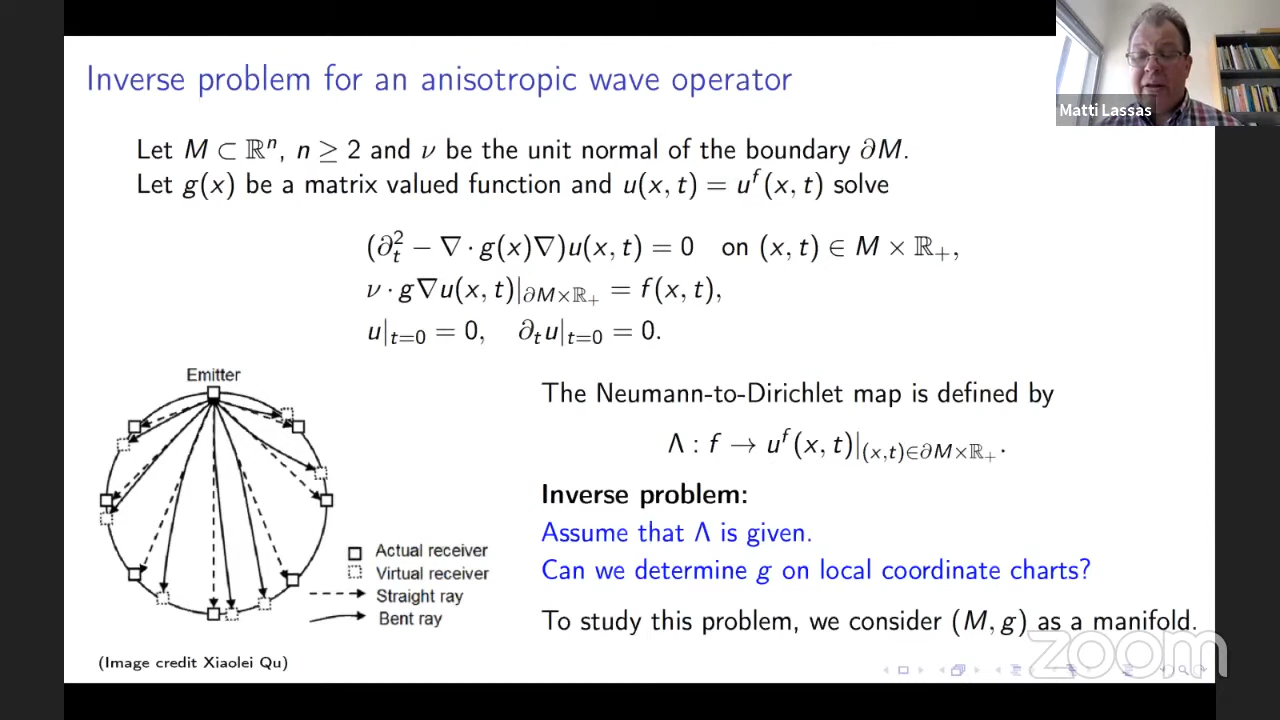 Inverse problem for an anisotropic wave operator
Matti Lassas
Let M ⊂ ℝⁿ, n ≥ 2 and ν be the unit normal of the boundary ∂M.
Let g(x) be a matrix valued function and u(x, t) = uᶠ(x, t) solve
(∂ₜ² − ∇ · g(x)∇)u(x, t) = 0 on (x, t) ∈ M × ℝ₊,
ν · g∇u(x, t)|_{∂M×ℝ₊} = f(x, t),
u|_{t=0} = 0, ∂ₜu|_{t=0} = 0.
Emitter
Actual receiver
Virtual receiver
Straight ray
Bent ray
(Image credit Xiaolei Qu)
The Neumann-to-Dirichlet map is defined by
Λ : f → uᶠ(x, t)|_{(x,t)∈∂M×ℝ₊}.
Inverse problem:
Assume that Λ is given.
Can we determine g on local coordinate charts?
To study this problem, we consider (M, g) as a manifold.
zoom